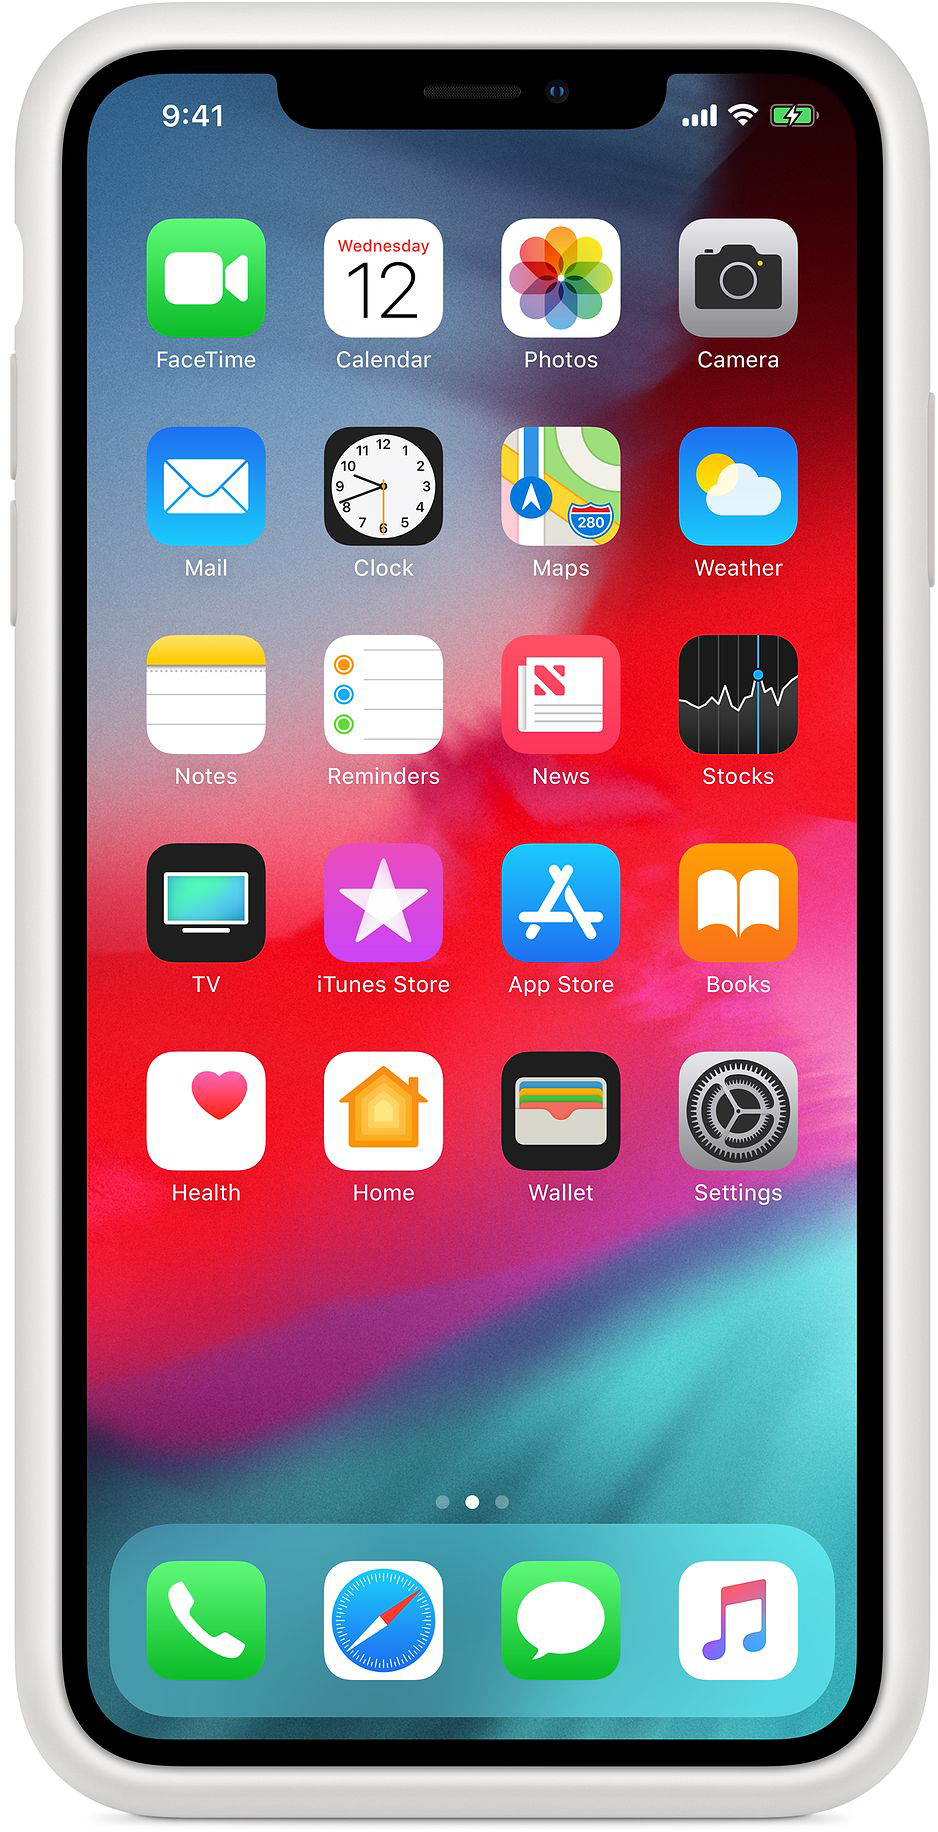 9:41
Wednesday
12
FaceTime
Calendar
Photos
Camera
12
11
1
10
2
9
3
8
4
7
6
5
280
Mail
Clock
Maps
Weather
Notes
Reminders
News
Stocks
TV
iTunes Store
App Store
Books
Health
Home
Wallet
Settings